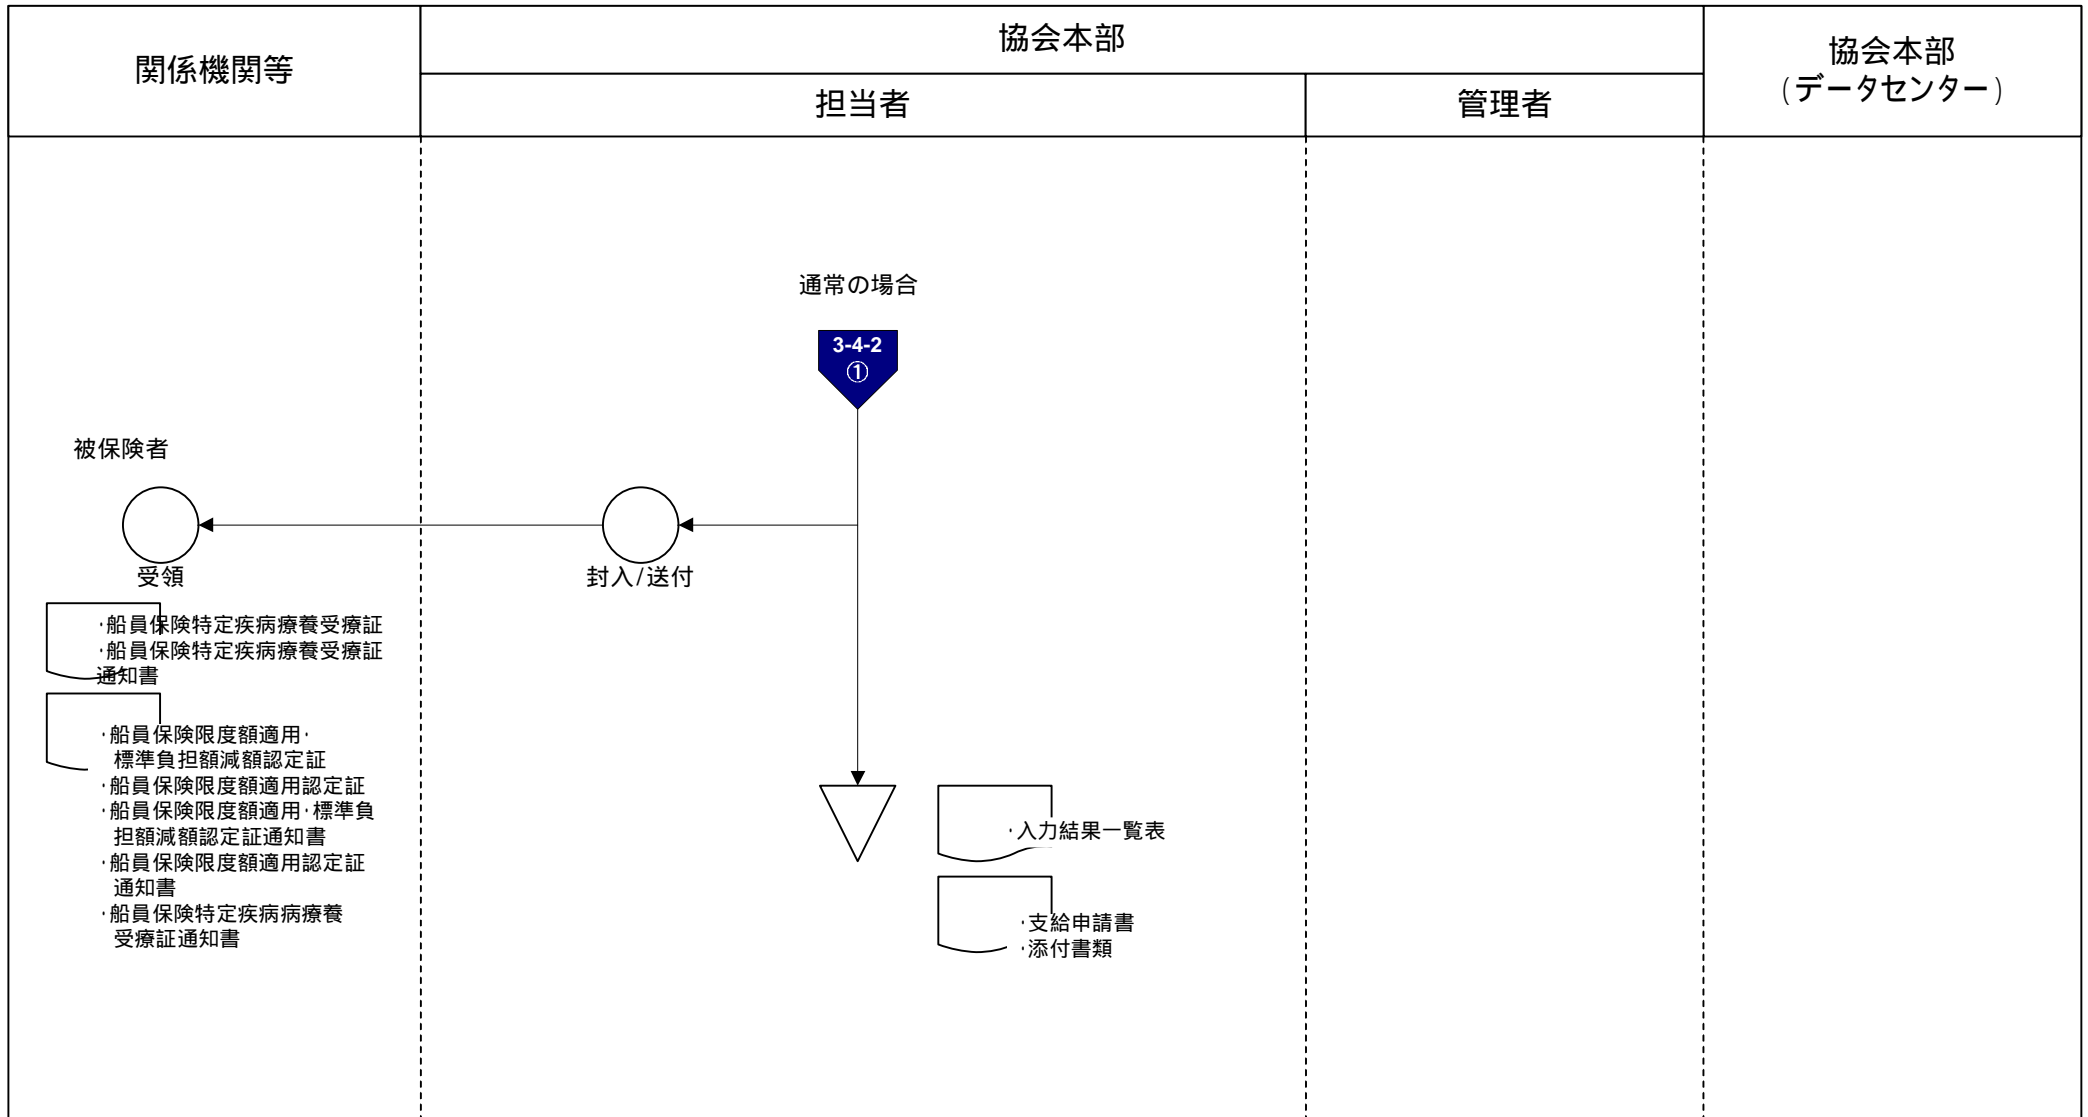 関係機関等
協会本部
担当者
管理者
協会本部
(データセンター)
通常の場合
3-4-2
①
被保険者
受領
封入/送付
・船員保険特定疾病療養受療証
・船員保険特定疾病療養受療証
通知書
・船員保険限度額適用・
標準負担額減額認定証
・船員保険限度額適用認定証
・船員保険限度額適用・標準負
担額減額認定証通知書
・船員保険限度額適用認定証
通知書
・船員保険特定疾病病療養
受療証通知書
・入力結果一覧表
・支給申請書
・添付書類